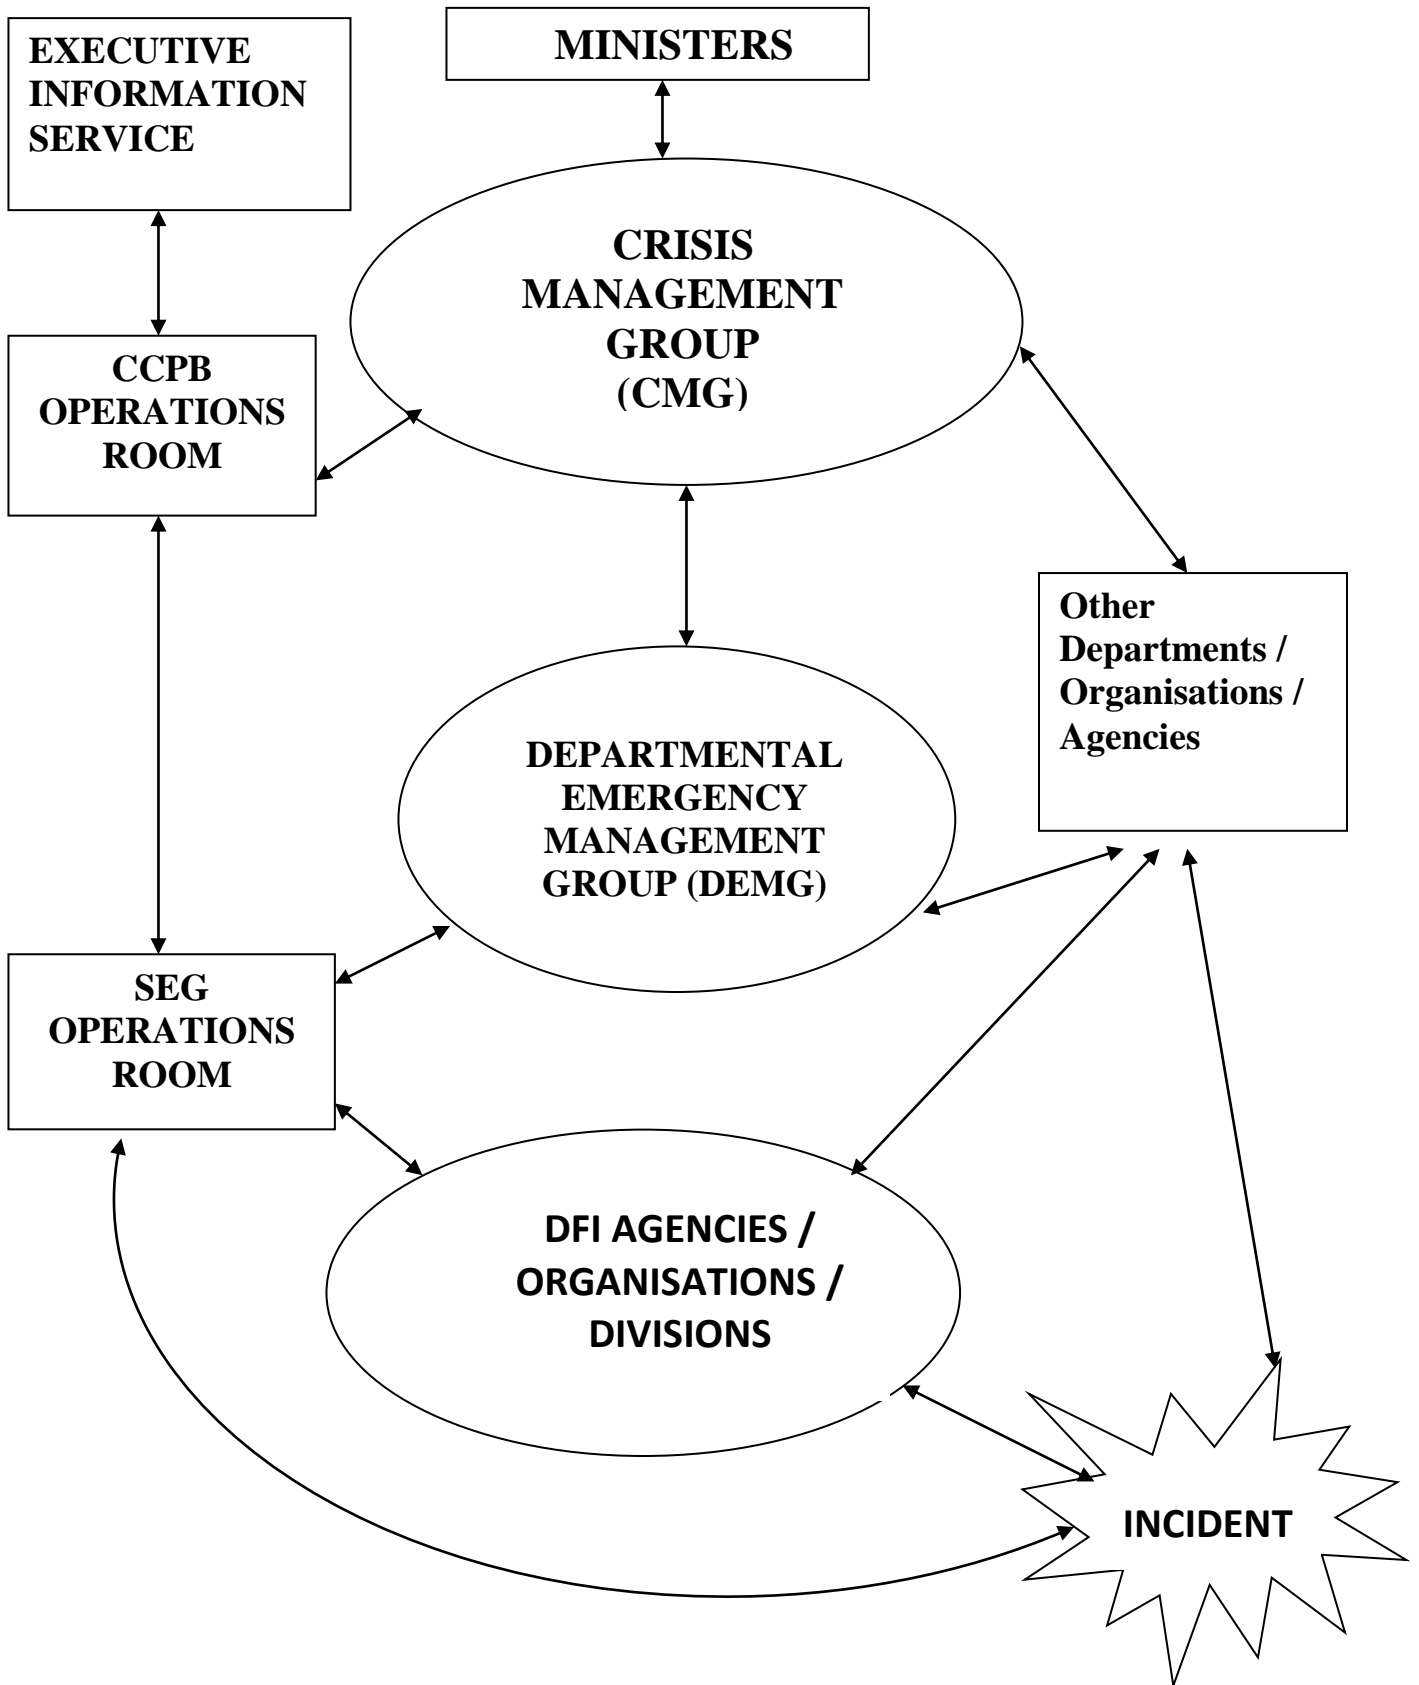 EXECUTIVE
INFORMATION
SERVICE
MINISTERS
CRISIS
MANAGEMENT
GROUP
(CMG)
CCPB
OPERATIONS
ROOM
Other
Departments /
Organisations /
Agencies
DEPARTMENTAL
EMERGENCY
MANAGEMENT
GROUP (DEMG)
SEG
OPERATIONS
ROOM
DFI AGENCIES /
ORGANISATIONS /
DIVISIONS
INCIDENT